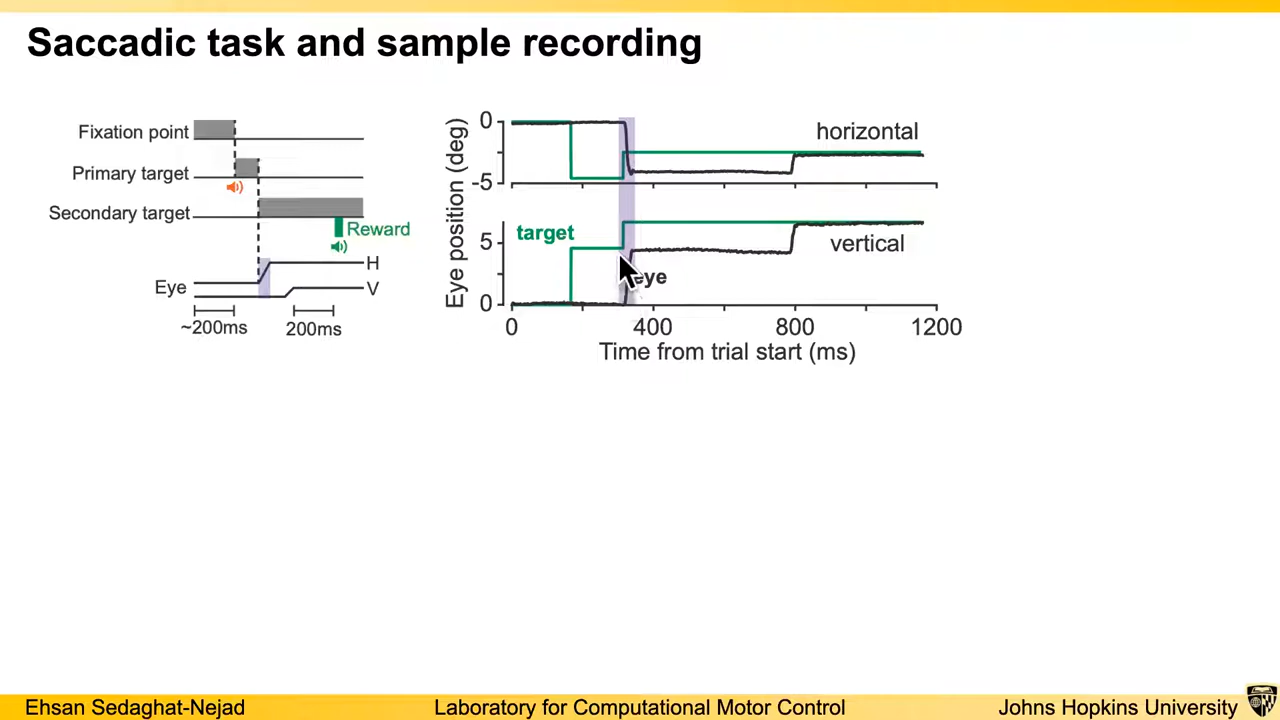 Saccadic task and sample recording
Fixation point
Primary target
Secondary target
Reward
Eye
H
V
~200ms
200ms
Eye position (deg)
0
-5
horizontal
5
0
target
eye
vertical
0
400
800
1200
Time from trial start (ms)
Ehsan Sedaghat-Nejad
Laboratory for Computational Motor Control
Johns Hopkins University